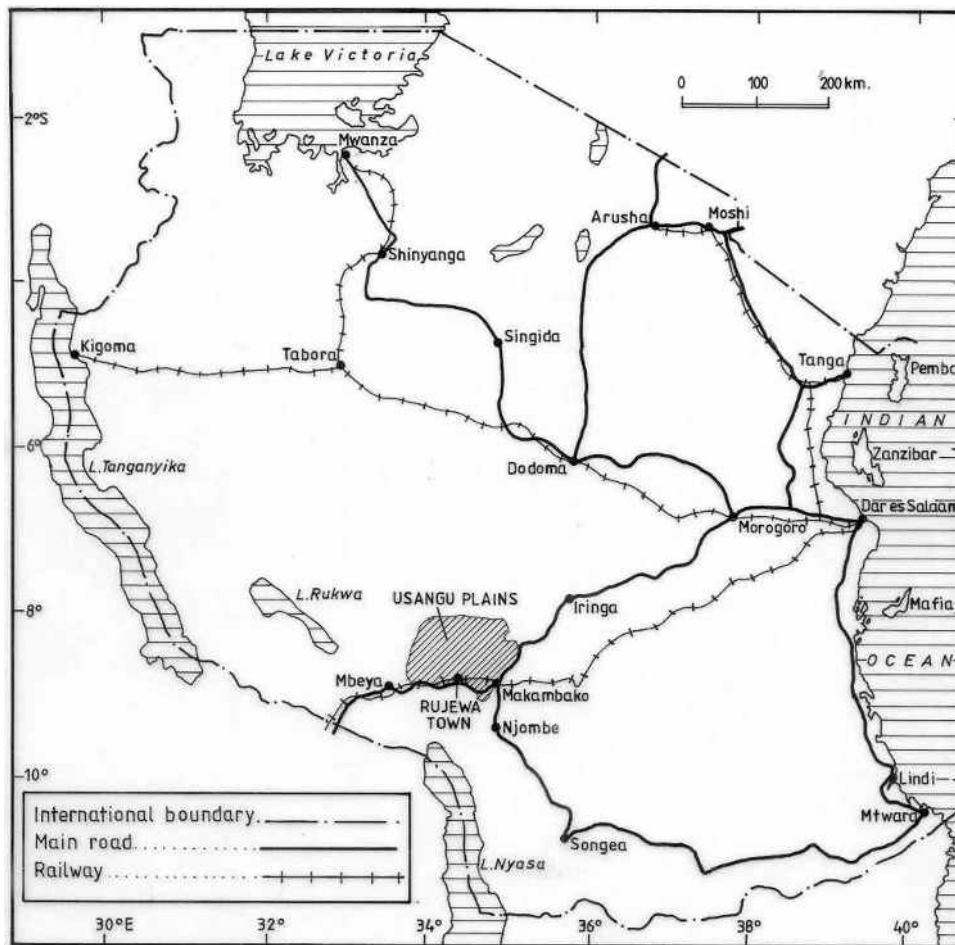 Lake Victoria
0 100 200 km.
2°S
Mwanza
Arusha
Moshi
Shinyanga
Singida
Kigoma
Tabora
Tanga
Pemba
INDIAN
6°
L.Tanganyika
Dodoma
Zanzibar
Dar es Salaam
Morogoro
8°
L.Rukwa
USANGU PLAINS
Iringa
Mafia
OCEAN
Mbeya
RUJEWA
TOWN
Makambako
Njombe
10°
Lindi
International boundary
Main road
Railway
Mtwara
Songea
L.Nyasa
30°E 32° 34° 36° 38° 40°